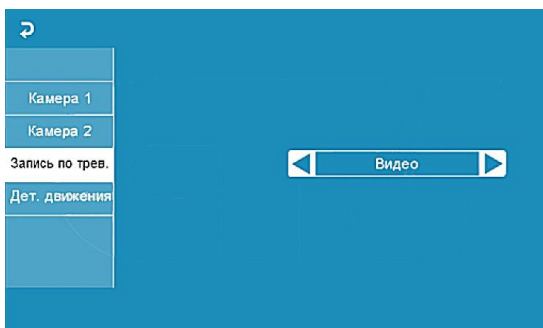 Камера 1
Камера 2
Запись по трев.
Видео
Дет. движения